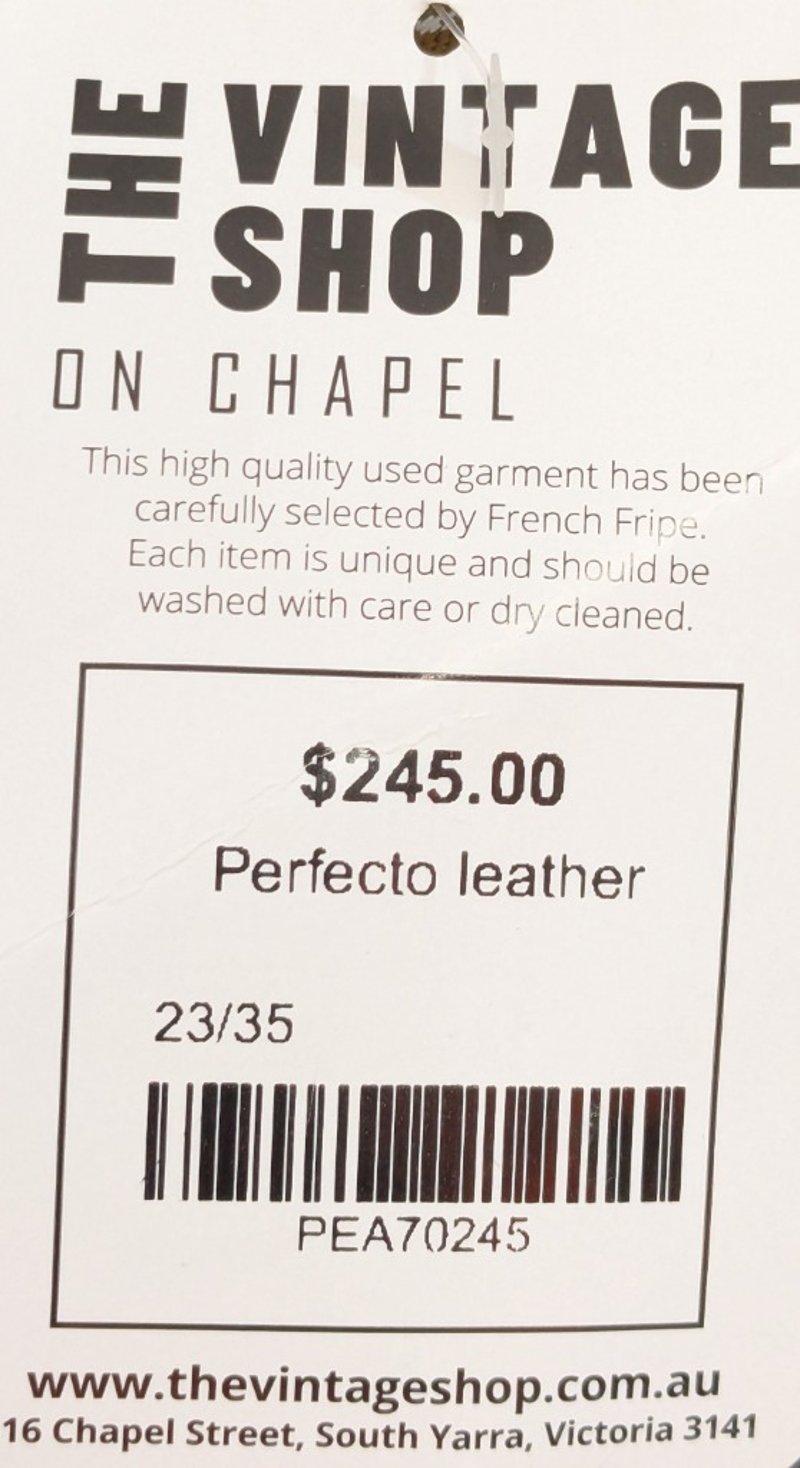 THE VINTAGE
SHOP
ON CHAPEL
This high quality used garment has been
carefully selected by French Fripe.
Each item is unique and should be
washed with care or dry cleaned.
$245.00
Perfecto leather
23/35
PEA70245
www.thevintageshop.com.au
16 Chapel Street, South Yarra, Victoria 3141